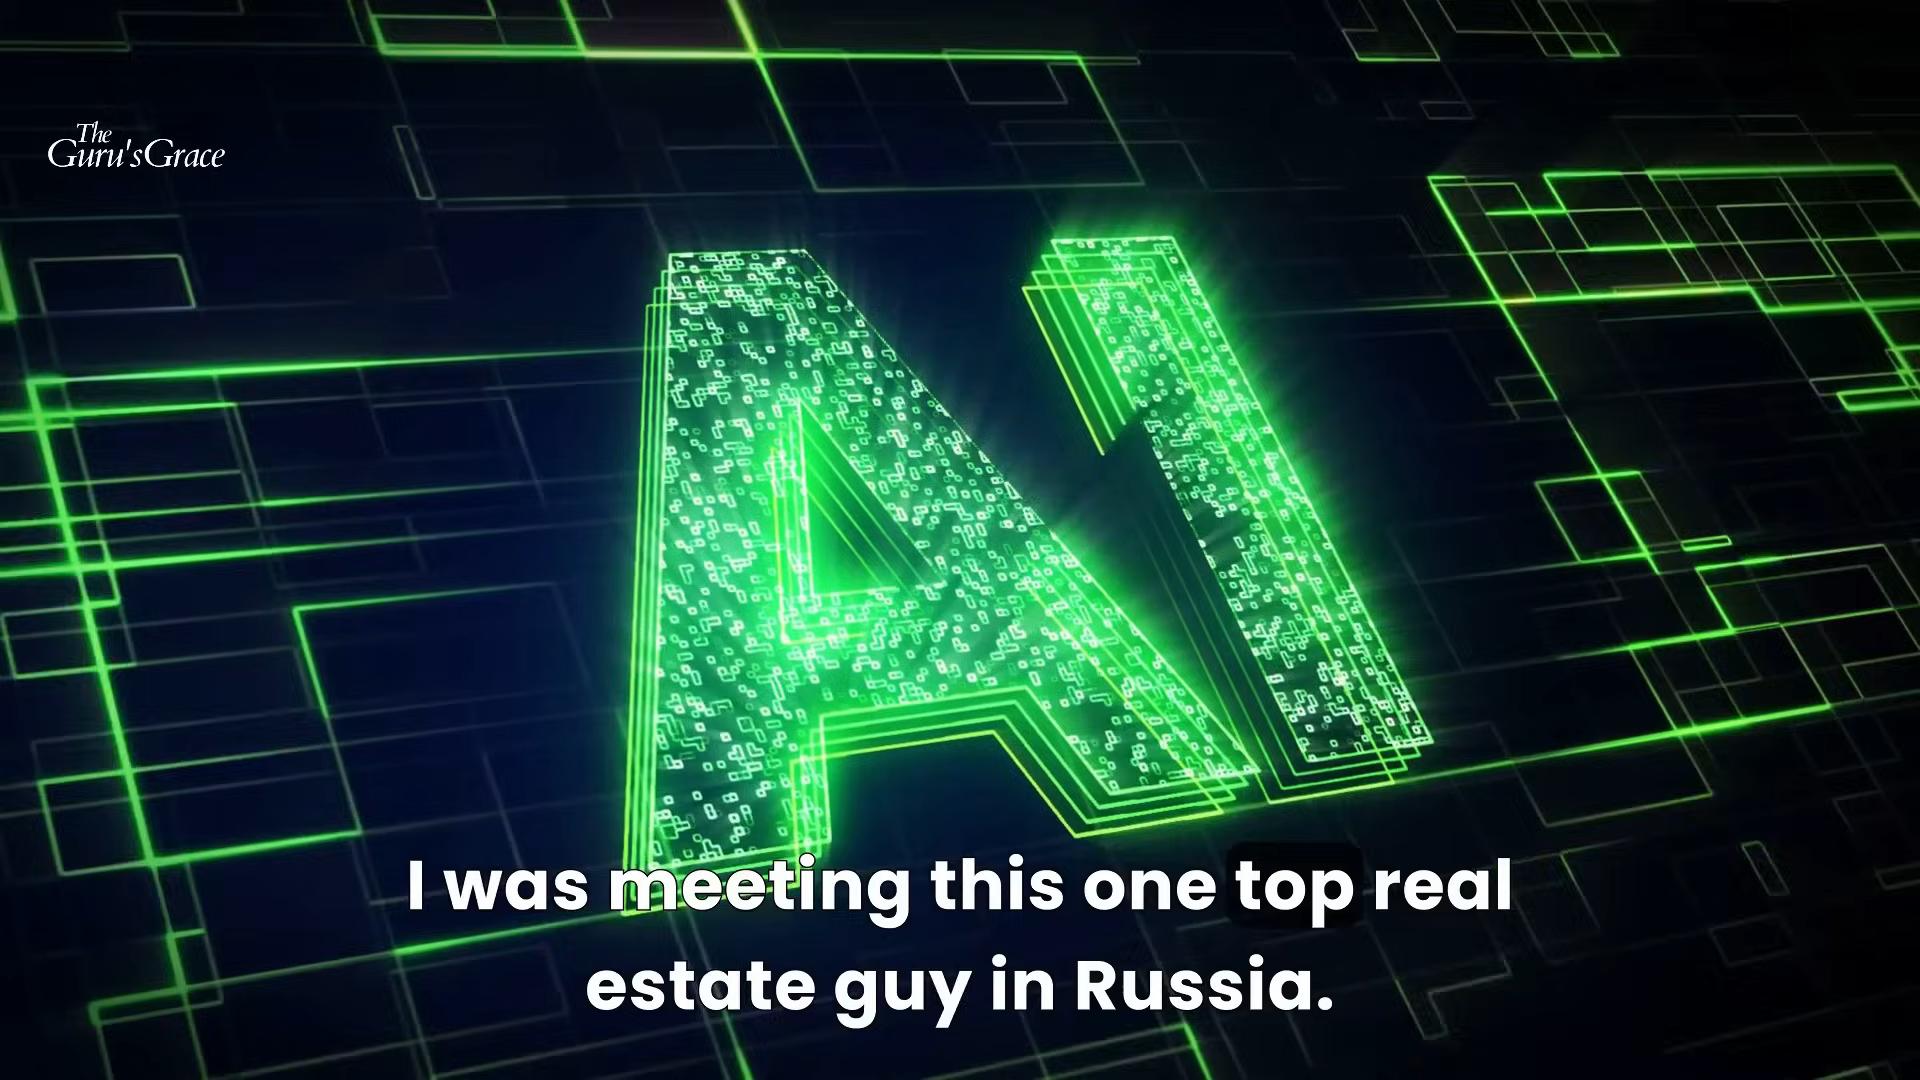 The
Guru'sGrace
AI
I was meeting this one top real
estate guy in Russia.